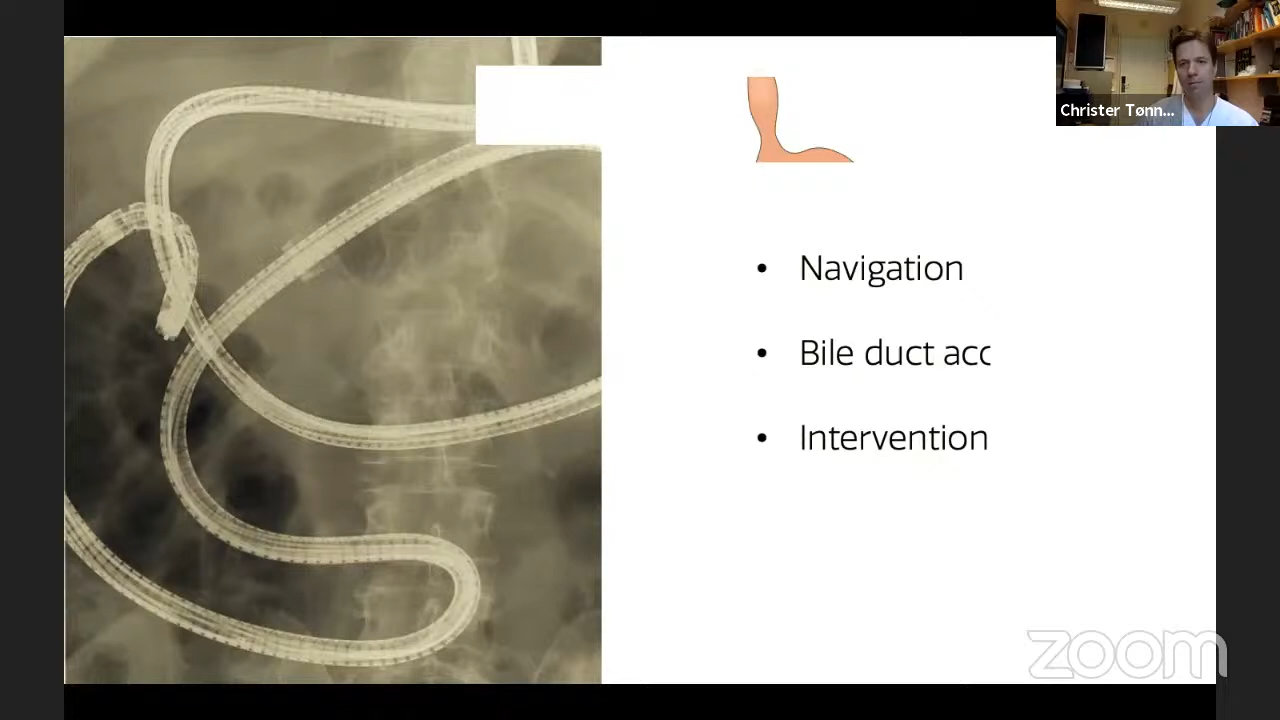 Christer Tønn...
• Navigation
• Bile duct acc
• Intervention
zoom